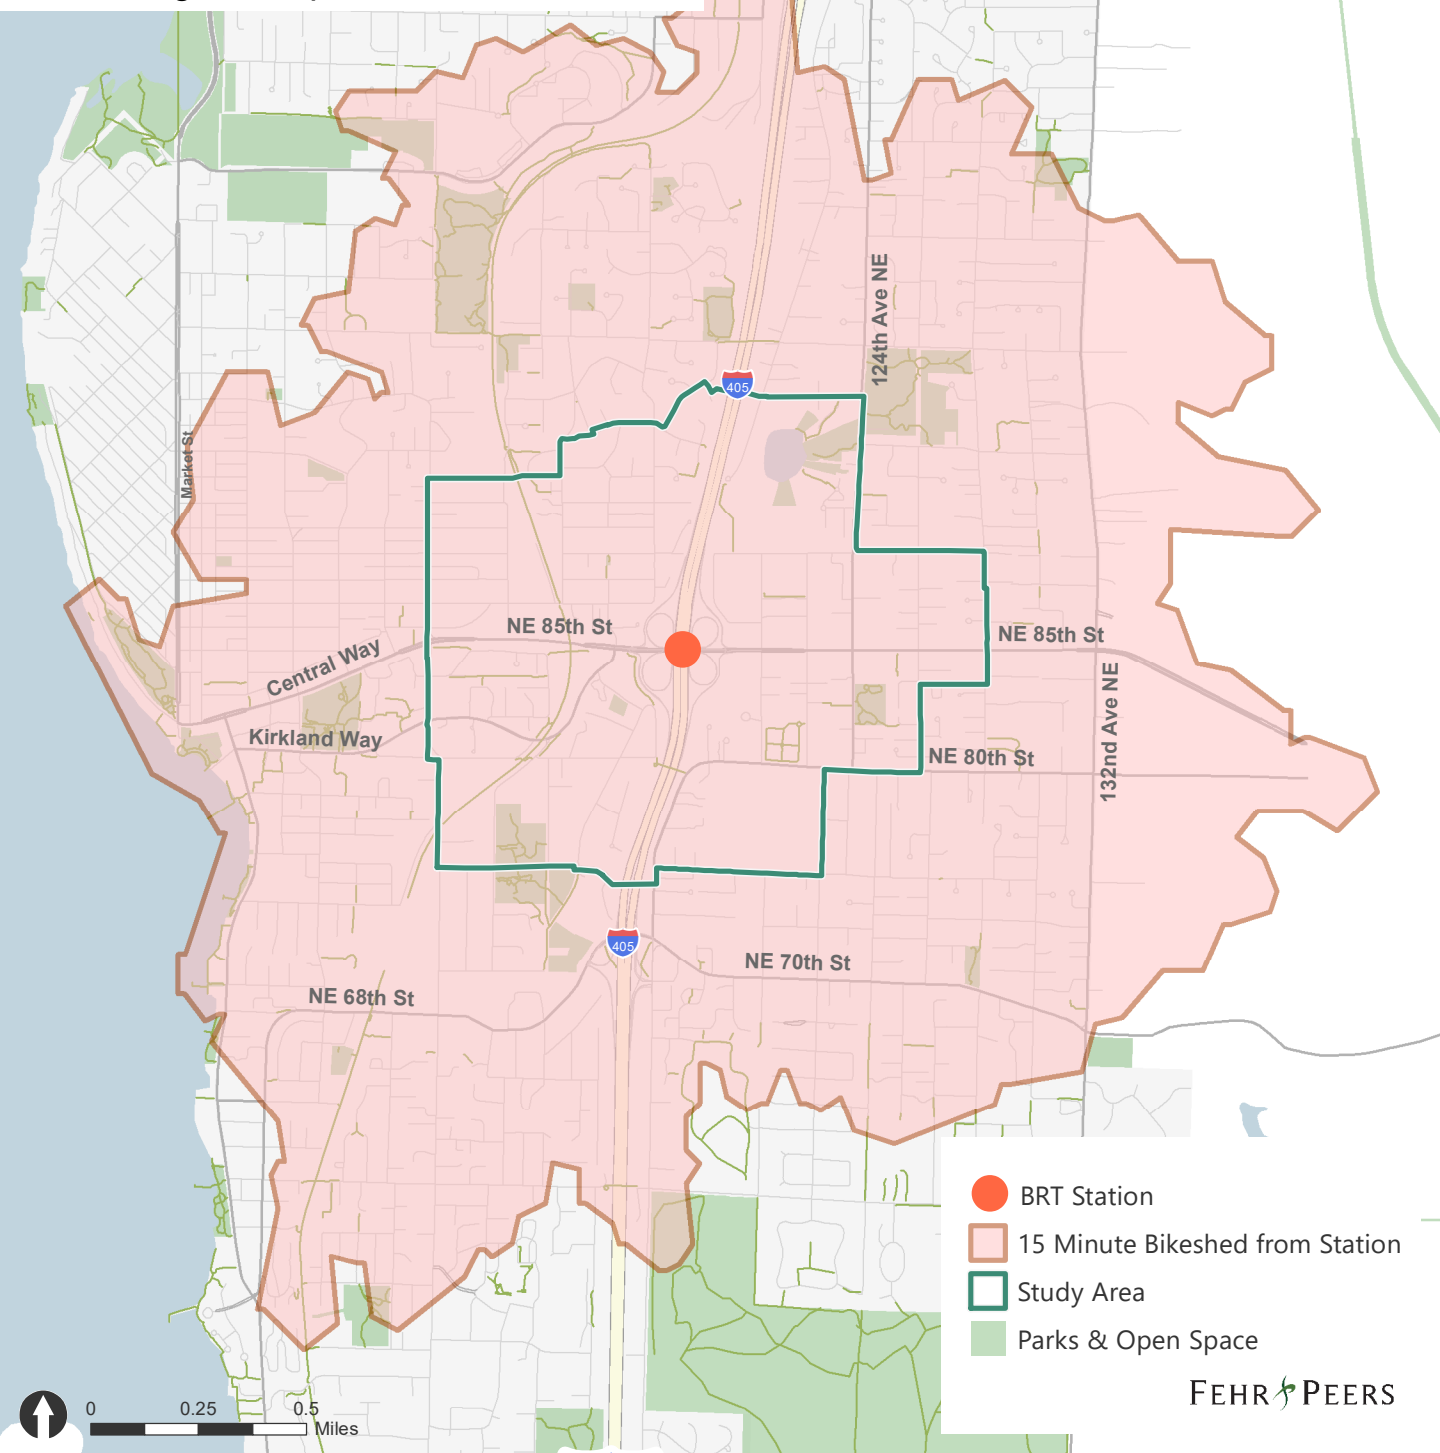 405
124th Ave NE
Market St
NE 85th St
NE 85th St
Central Way
Kirkland Way
132nd Ave NE
NE 80th St
405
NE 70th St
NE 68th St
BRT Station
15 Minute Bikeshed from Station
Study Area
Parks & Open Space
FEHR PEERS
0 0.25 0.5
Miles